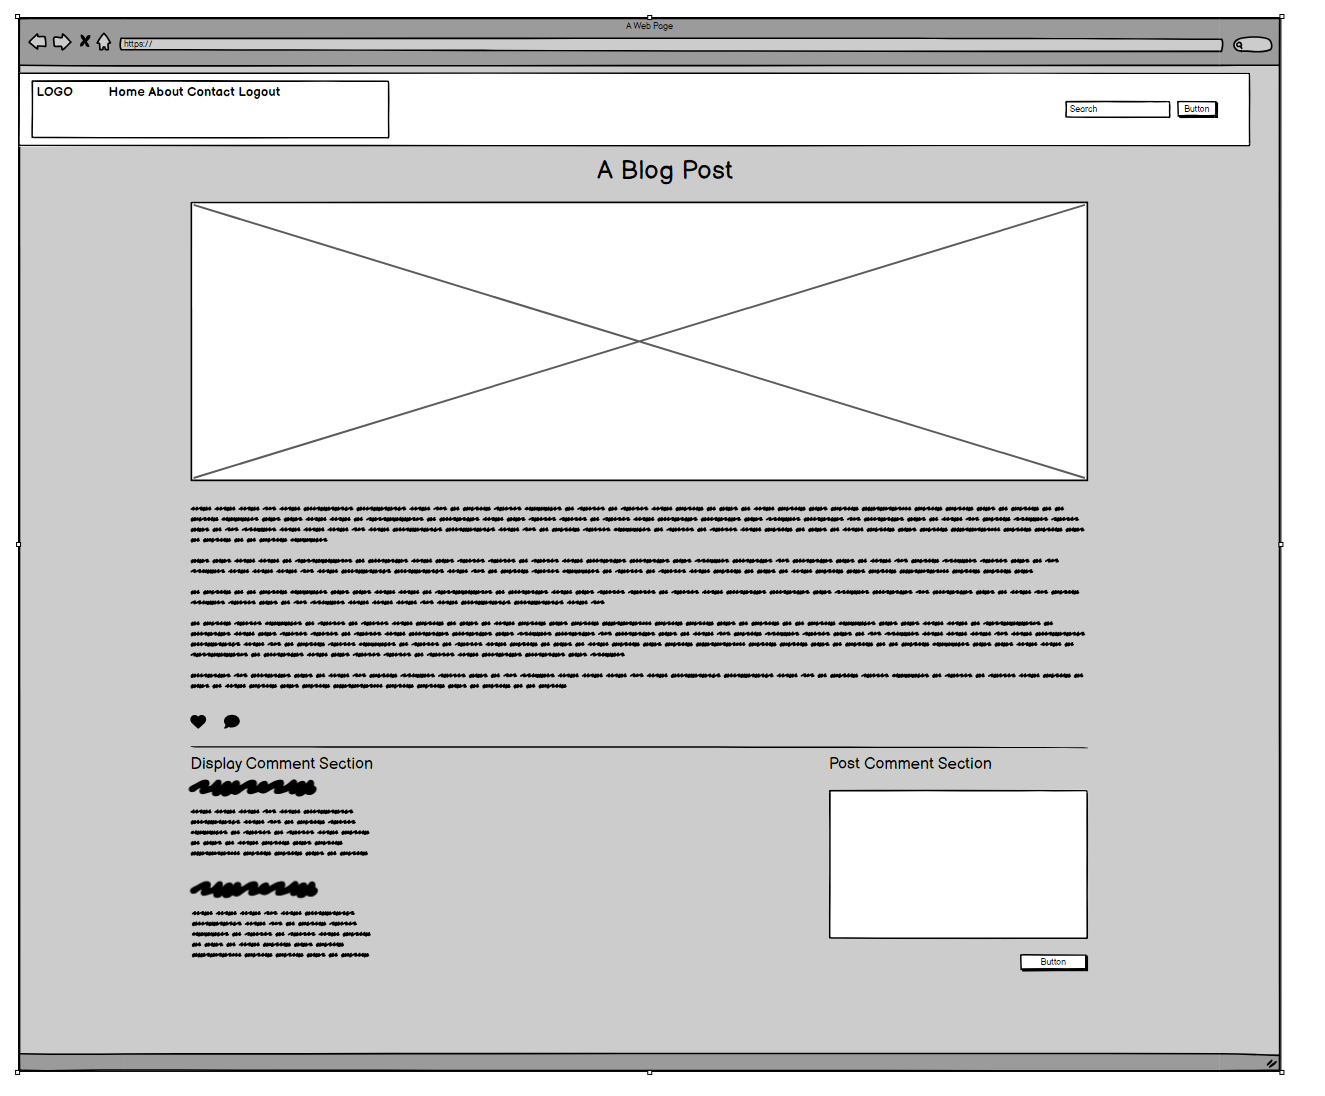 A Web Page
https://
LOGO Home About Contact Logout
Search Button
A Blog Post
Display Comment Section Post Comment Section
Button